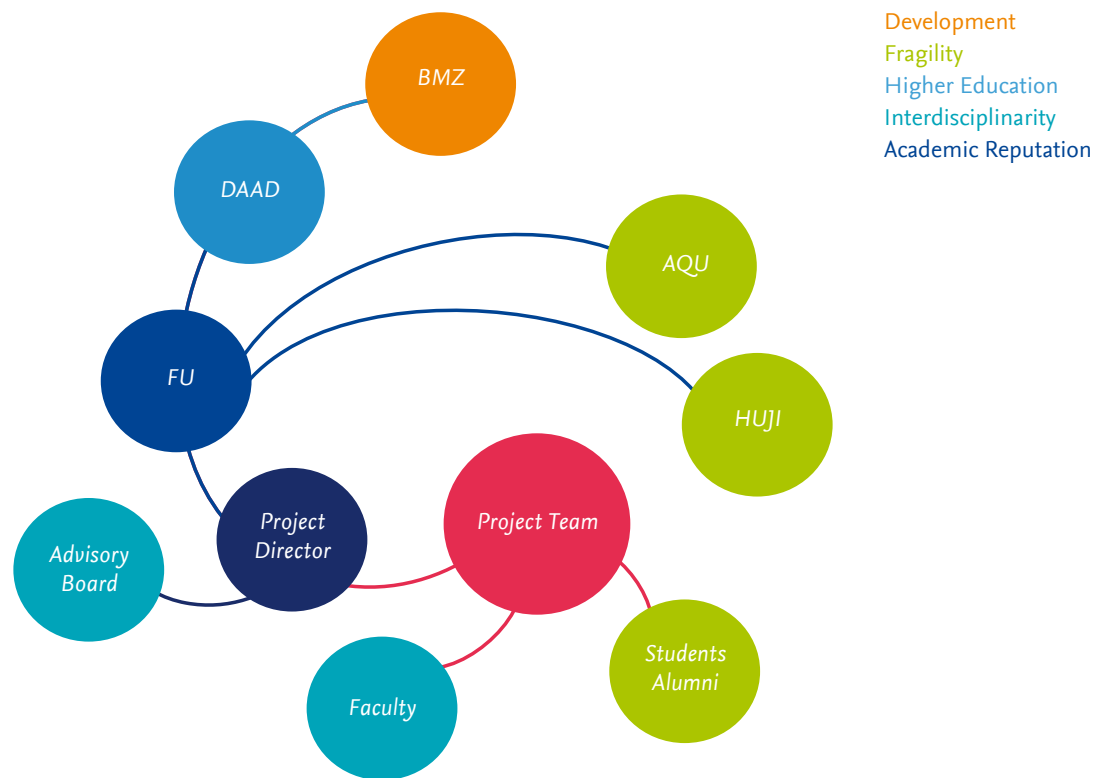 Development
Fragility
Higher Education
Interdisciplinarity
Academic Reputation
BMZ
DAAD
AQU
FU
HUJI
Project Team
Project
Director
Advisory
Board
Students
Alumni
Faculty